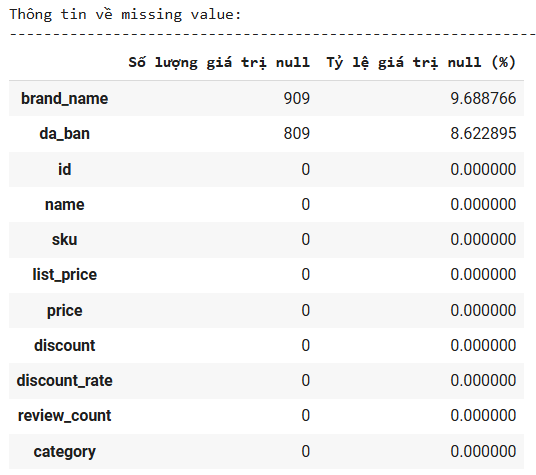 Thông tin về missing value:
----------------------------------------------------------------
Số lượng giá trị null Tỷ lệ giá trị null (%)
brand_name 909 9.688766
da_ban 809 8.622895
id 0 0.000000
name 0 0.000000
sku 0 0.000000
list_price 0 0.000000
price 0 0.000000
discount 0 0.000000
discount_rate 0 0.000000
review_count 0 0.000000
category 0 0.000000